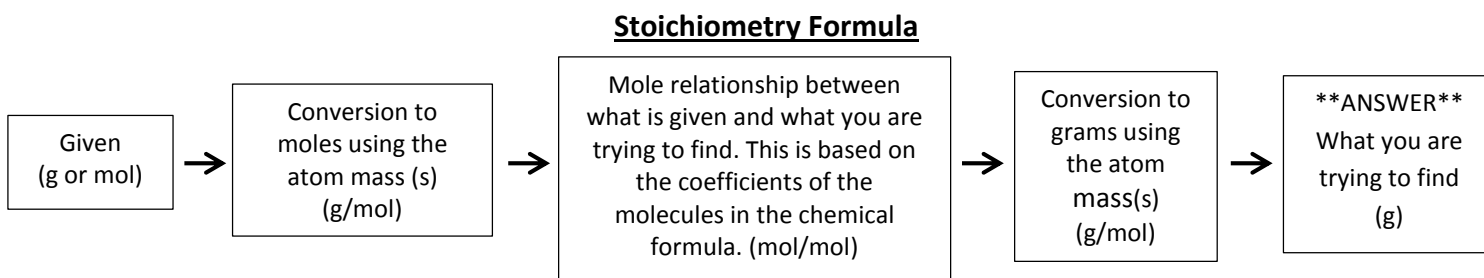 Stoichiometry Formula
Given
(g or mol)
Conversion to
moles using the
atom mass (s)
(g/mol)
Mole relationship between
what is given and what you are
trying to find. This is based on
the coefficients of the
molecules in the chemical
formula. (mol/mol)
Conversion to
grams using
the atom
mass(s)
(g/mol)
**ANSWER**
What you are
trying to find
(g)